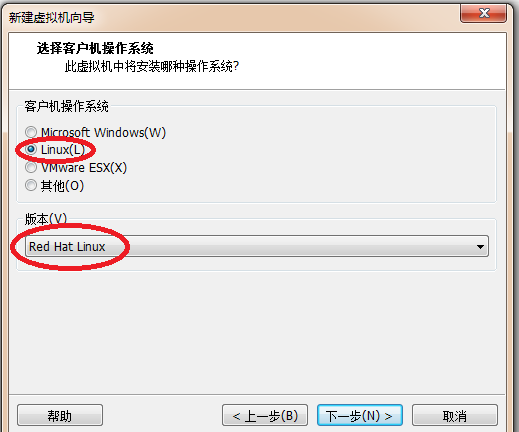 新建虚拟机向导
选择客户机操作系统
此虚拟机中将安装哪种操作系统?
客户机操作系统
Microsoft Windows(W)
Linux(L)
VMware ESX(X)
其他(O)
版本(V)
Red Hat Linux
帮助
< 上一步(B)
下一步(N) >
取消